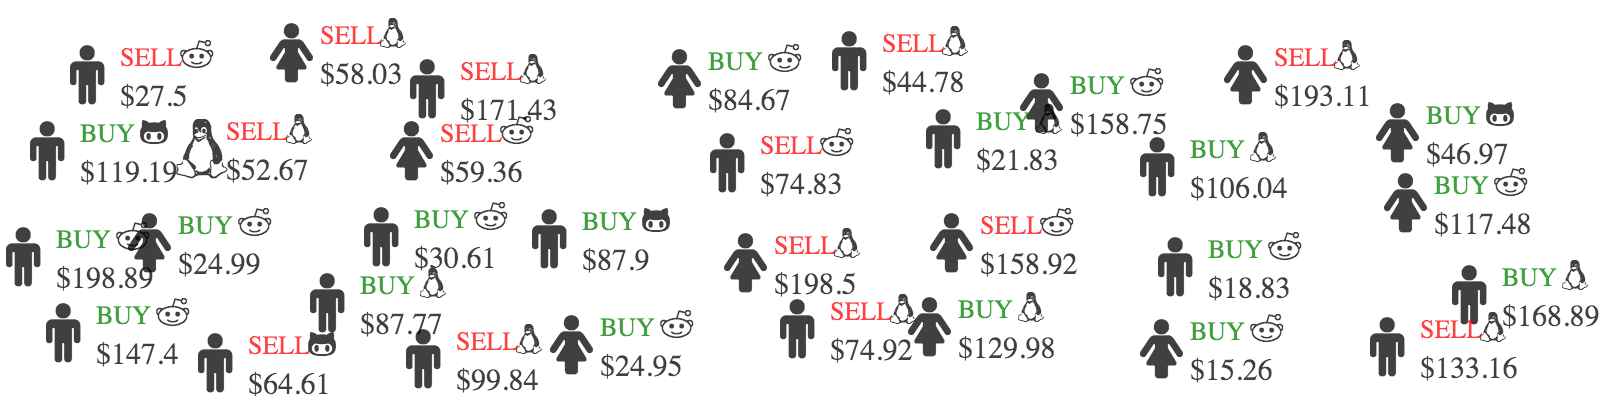 SELL
$27.5
SELL
$58.03
SELL
$171.43
BUY
$84.67
SELL
$44.78
BUY
$158.75
SELL
$193.11
BUY
$119.19
SELL
$52.67
SELL
$59.36
SELL
$74.83
BUY
$21.83
BUY
$106.04
BUY
$46.97
BUY
$117.48
BUY
$198.89
BUY
$24.99
BUY
$30.61
BUY
$87.9
SELL
$198.5
SELL
$158.92
BUY
$18.83
BUY
$168.89
BUY
$87.77
BUY
$147.4
SELL
$64.61
SELL
$99.84
BUY
$24.95
SELL
$74.92
BUY
$129.98
BUY
$15.26
SELL
$133.16